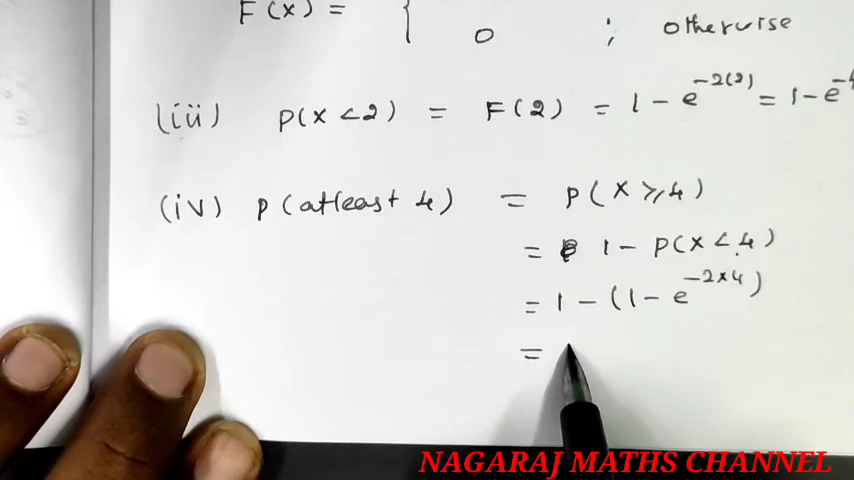 F(x) = {
0 ; otherwise
(iii) P(X <2) = F(2) = 1 - e^-2(2) = 1 - e^-4
(iv) P(atleast 4) = P(X ≥ 4)
= 1 - P(X < 4)
= 1 - (1 - e^-2×4)
=
NAGARAJ MATHS CHANNEL